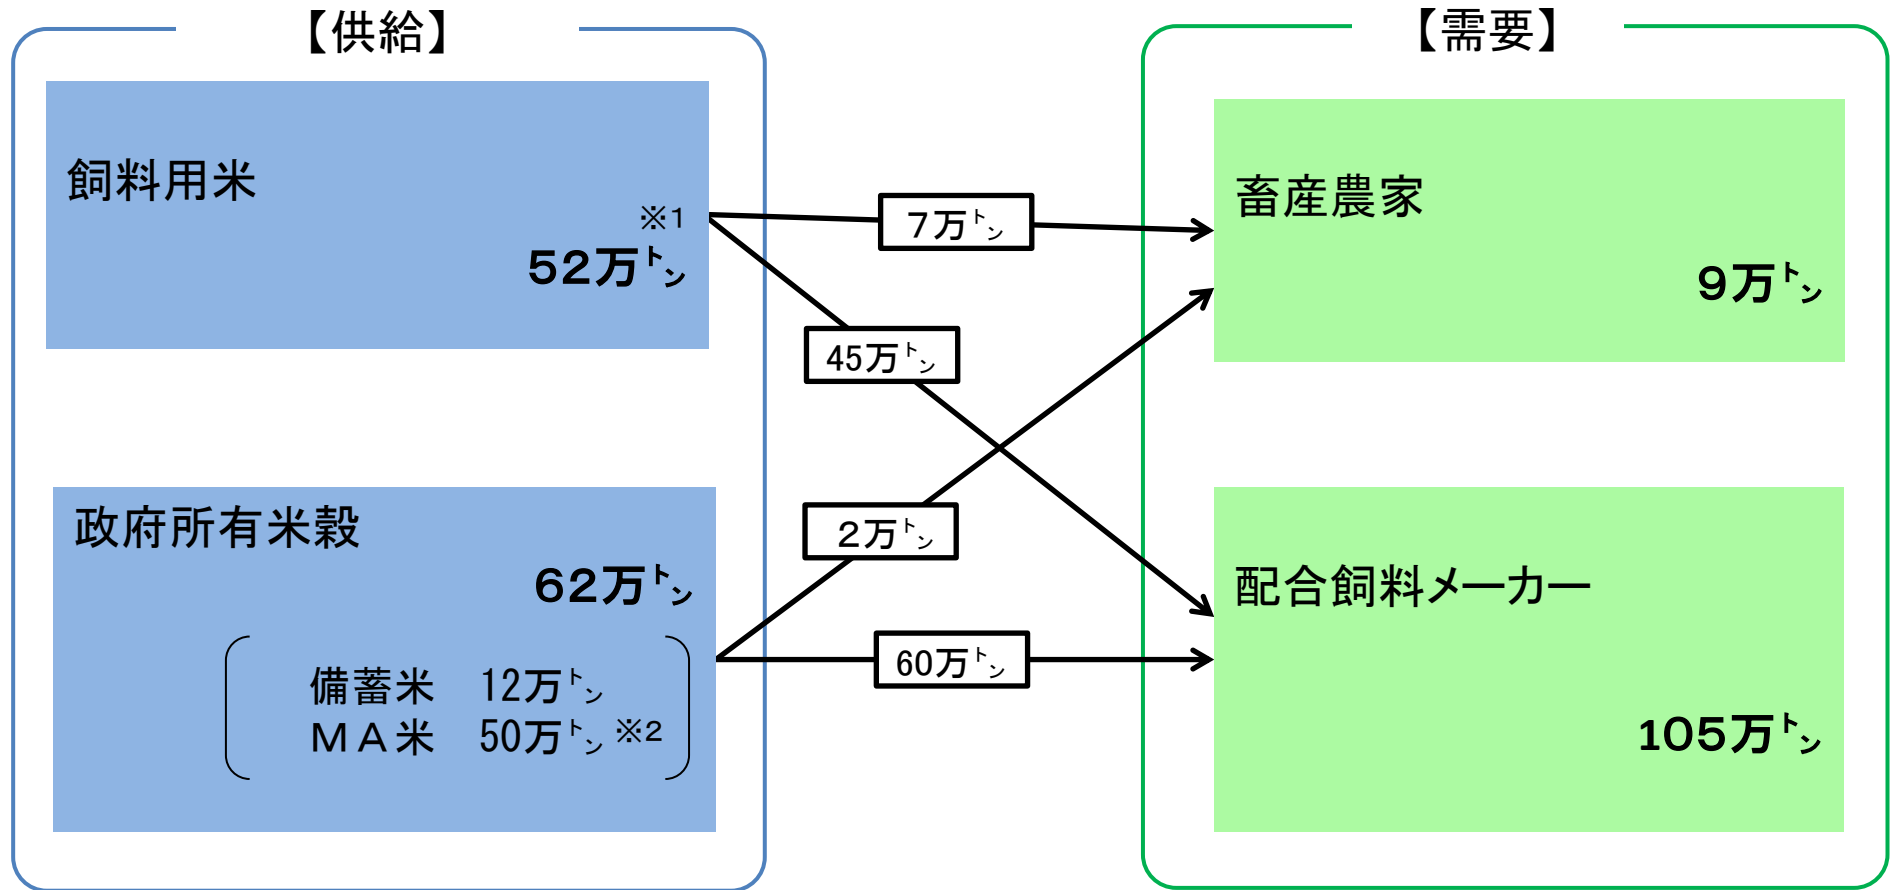 【供給】
飼料用米
※1
52万トン
政府所有米穀
62万トン
備蓄米　12万トン
ＭＡ米　50万トン ※2
7万トン
45万トン
2万トン
60万トン
【需要】
畜産農家
9万トン
配合飼料メーカー
105万トン